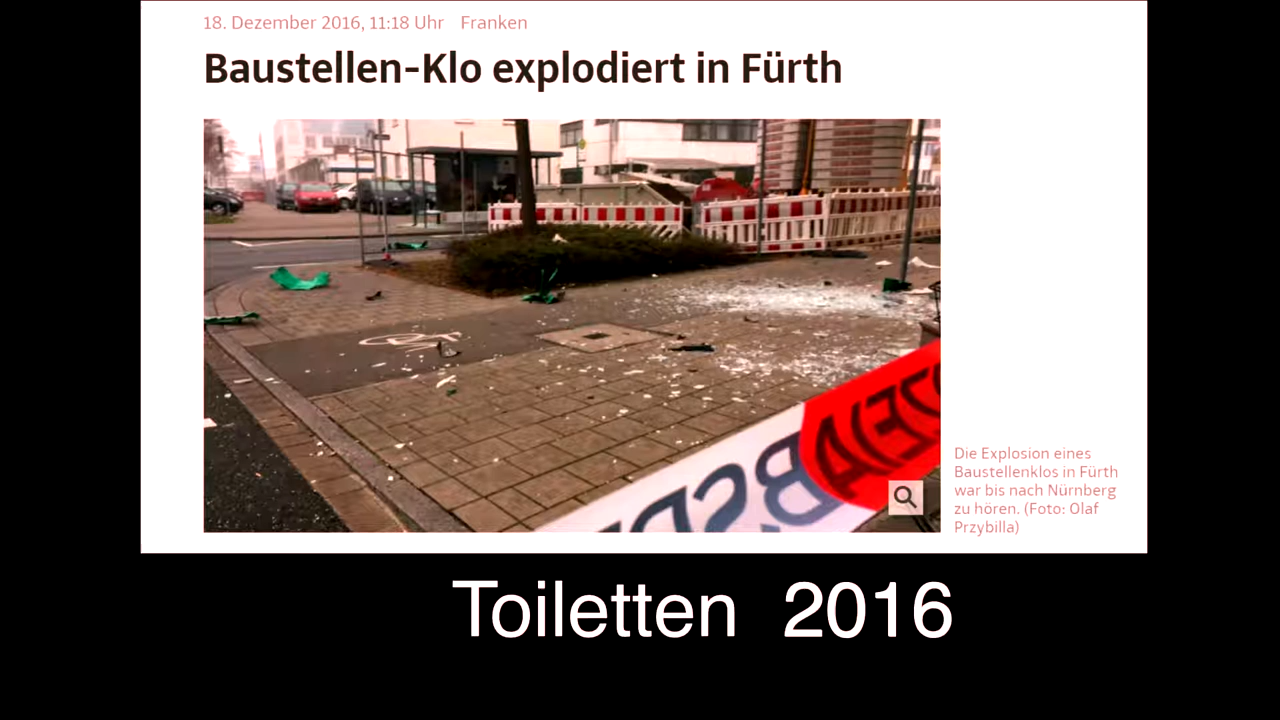 18. Dezember 2016, 11:18 Uhr Franken
Baustellen-Klo explodiert in Fürth
Die Explosion eines
Baustellenklos in Fürth
war bis nach Nürnberg
zu hören. (Foto: Olaf
Przybilla)
Toiletten 2016